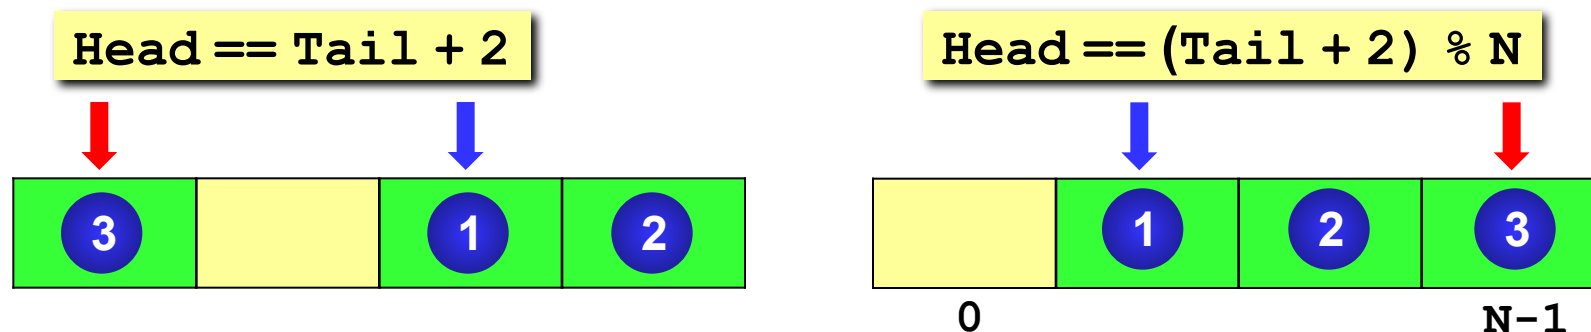 Head == Tail + 2
3 1 2
Head == (Tail + 2) % N
1 2 3
0 N-1